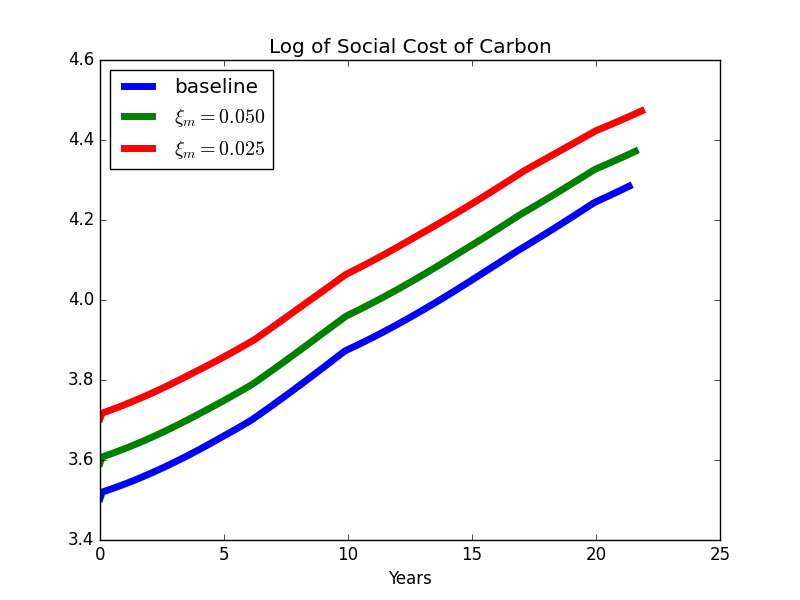 Log of Social Cost of Carbon
4.6
4.4
4.2
4.0
3.8
3.6
3.4
baseline
ξₘ = 0.050
ξₘ = 0.025
0 5 10 15 20 25
Years